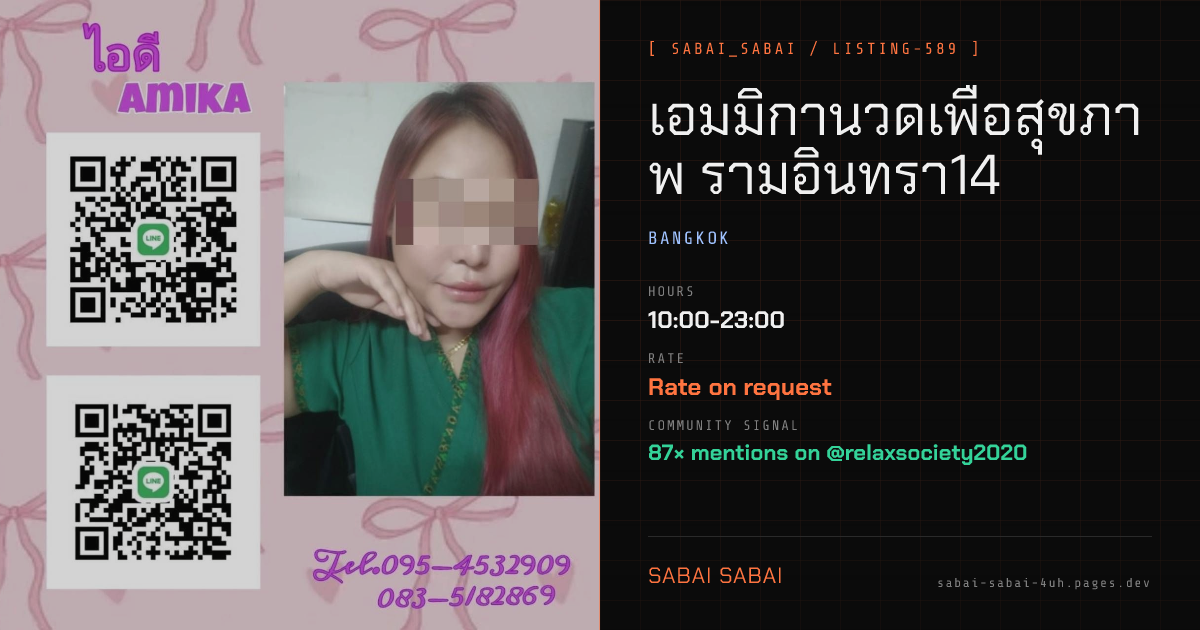 ไอดี
AMIKA
LINE
LINE
Tel.095-4532909
083-5182869
[ SABAI_SABAI / LISTING-589 ]
เอมมิกานวดเพื่อสุขภา
พ รามอินทรา14
BANGKOK
HOURS
10:00-23:00
RATE
Rate on request
COMMUNITY SIGNAL
87× mentions on @relaxsociety2020
SABAI SABAI
sabai-sabai-4uh.pages.dev